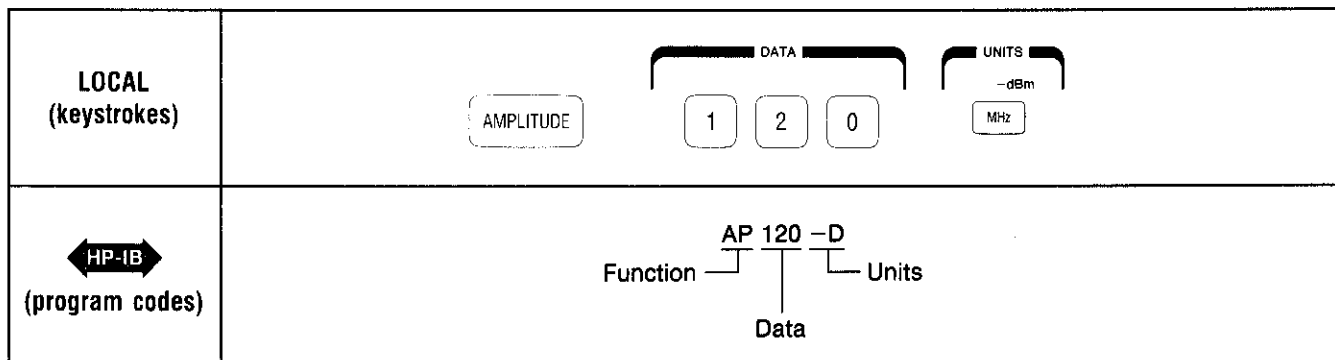 LOCAL
(keystrokes)
DATA
UNITS
−dBm
AMPLITUDE
1 2 0
MHz
HP-IB
(program codes)
AP 120 −D
Function
Units
Data